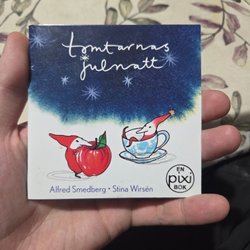 tomtarnas
julnatt
Alfred Smedberg • Stina Wirsén
EN
pixi
BOK